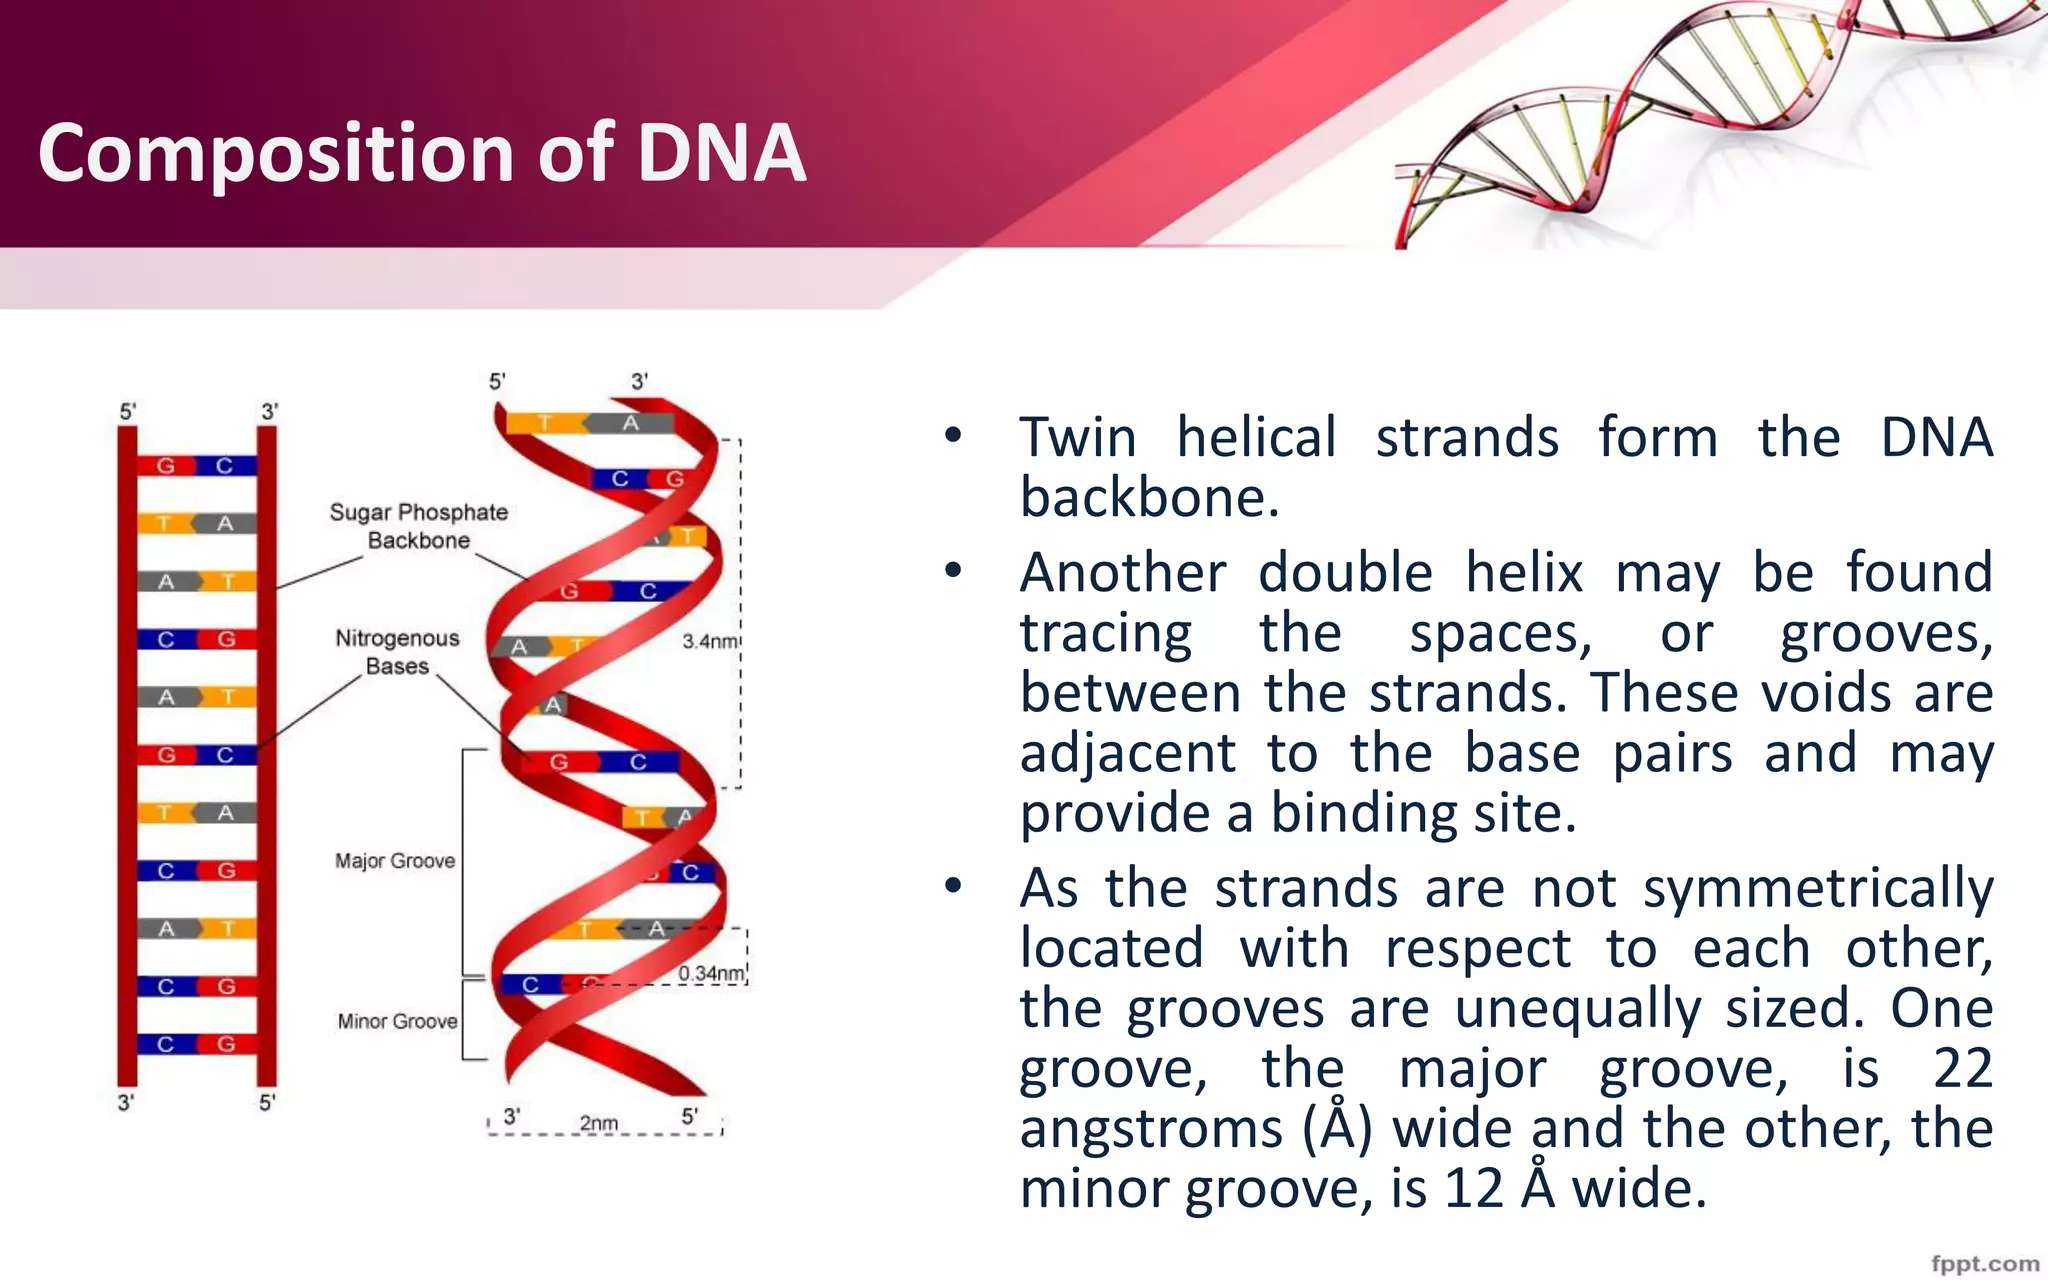 Composition of DNA
5' 3'
G C
T A
A T
C G
A T
G C
T A
C G
A T
C G
C G
3' 5'
Sugar Phosphate
Backbone
Nitrogenous
Bases
Major Groove
Minor Groove
5' 3'
T A
C G
A T
G C
3.4nm
A T
A
G C
T A
C
T A
0.34nm
C G
3' 5'
2nm
• Twin helical strands form the DNA
backbone.
• Another double helix may be found
tracing the spaces, or grooves,
between the strands. These voids are
adjacent to the base pairs and may
provide a binding site.
• As the strands are not symmetrically
located with respect to each other,
the grooves are unequally sized. One
groove, the major groove, is 22
angstroms (Å) wide and the other, the
minor groove, is 12 Å wide.
fppt.com